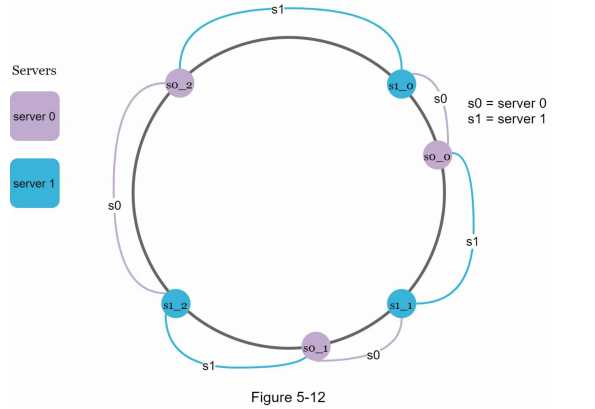 s1
Servers
server 0
server 1
s0_2
s1_0
s0
s0 = server 0
s1 = server 1
s0_0
s0
s1
s1_2
s1_1
s0_1
s0
s1
Figure 5-12